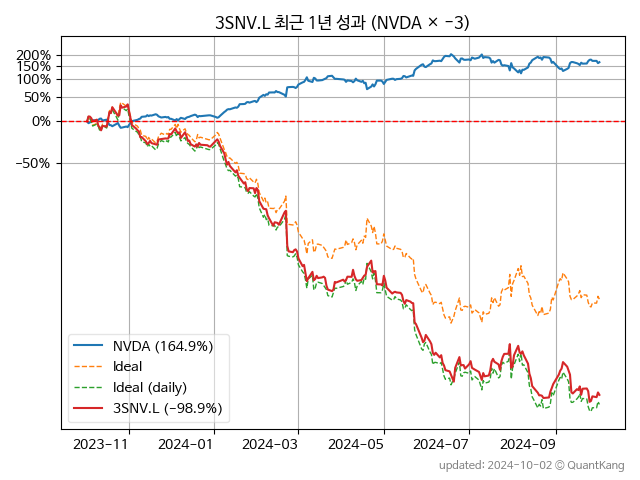 3SNV.L 최근 1년 성과 (NVDA × −3)
200%
150%
100%
50%
0%
−50%
NVDA (164.9%)
Ideal
Ideal (daily)
3SNV.L (−98.9%)
2023−11 2024−01 2024−03 2024−05 2024−07 2024−09
updated: 2024-10-02 © QuantKang